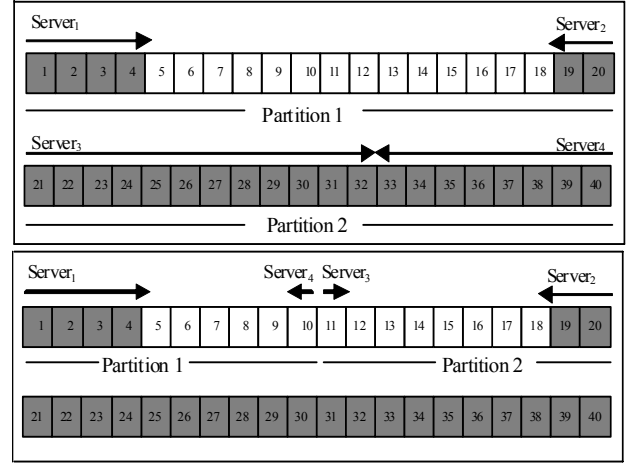 Server1 Server2
1 2 3 4 5 6 7 8 9 10 11 12 13 14 15 16 17 18 19 20
Partition 1
Server3 Server4
21 22 23 24 25 26 27 28 29 30 31 32 33 34 35 36 37 38 39 40
Partition 2
Server1 Server4 Server3 Server2
1 2 3 4 5 6 7 8 9 10 11 12 13 14 15 16 17 18 19 20
Partition 1 Partition 2
21 22 23 24 25 26 27 28 29 30 31 32 33 34 35 36 37 38 39 40